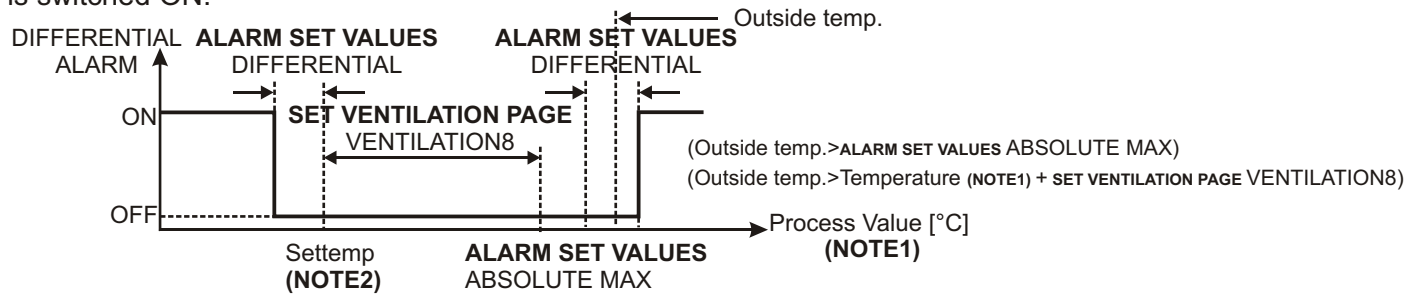 is switched ON.
Outside temp.
DIFFERENTIAL ALARM SET VALUES ALARM SET VALUES
ALARM DIFFERENTIAL DIFFERENTIAL
ON SET VENTILATION PAGE
VENTILATION8
(Outside temp.>ALARM SET VALUES ABSOLUTE MAX)
(Outside temp.>Temperature (NOTE1) + SET VENTILATION PAGE VENTILATION8)
OFF
Process Value [°C]
Settemp ALARM SET VALUES (NOTE1)
(NOTE2) ABSOLUTE MAX